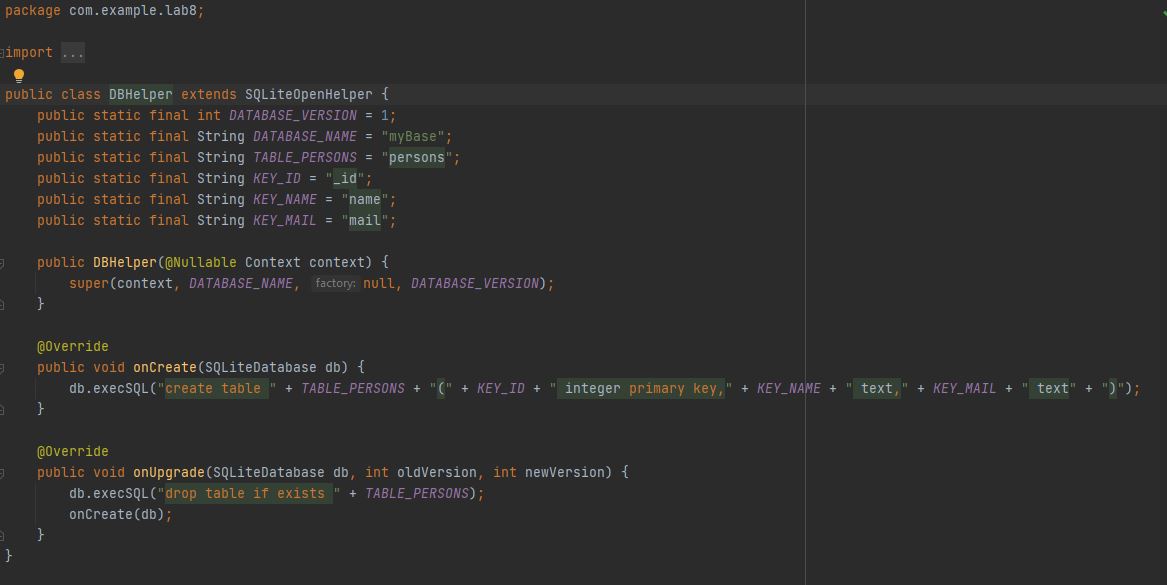 package com.example.lab8;
import ...
public class DBHelper extends SQLiteOpenHelper {
    public static final int DATABASE_VERSION = 1;
    public static final String DATABASE_NAME = "myBase";
    public static final String TABLE_PERSONS = "persons";
    public static final String KEY_ID = "_id";
    public static final String KEY_NAME = "name";
    public static final String KEY_MAIL = "mail";
    public DBHelper(@Nullable Context context) {
        super(context, DATABASE_NAME, factory: null, DATABASE_VERSION);
    }
    @Override
    public void onCreate(SQLiteDatabase db) {
        db.execSQL("create table " + TABLE_PERSONS + "(" + KEY_ID + " integer primary key," + KEY_NAME + " text," + KEY_MAIL + " text" + ")");
    }
    @Override
    public void onUpgrade(SQLiteDatabase db, int oldVersion, int newVersion) {
        db.execSQL("drop table if exists " + TABLE_PERSONS);
        onCreate(db);
    }
}